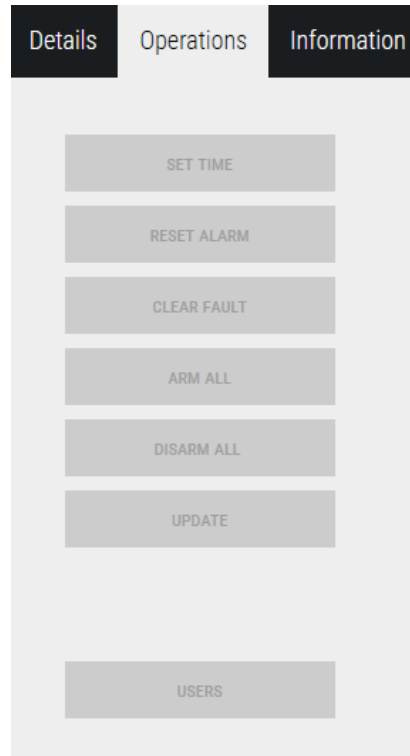 Details Operations Information
SET TIME
RESET ALARM
CLEAR FAULT
ARM ALL
DISARM ALL
UPDATE
USERS